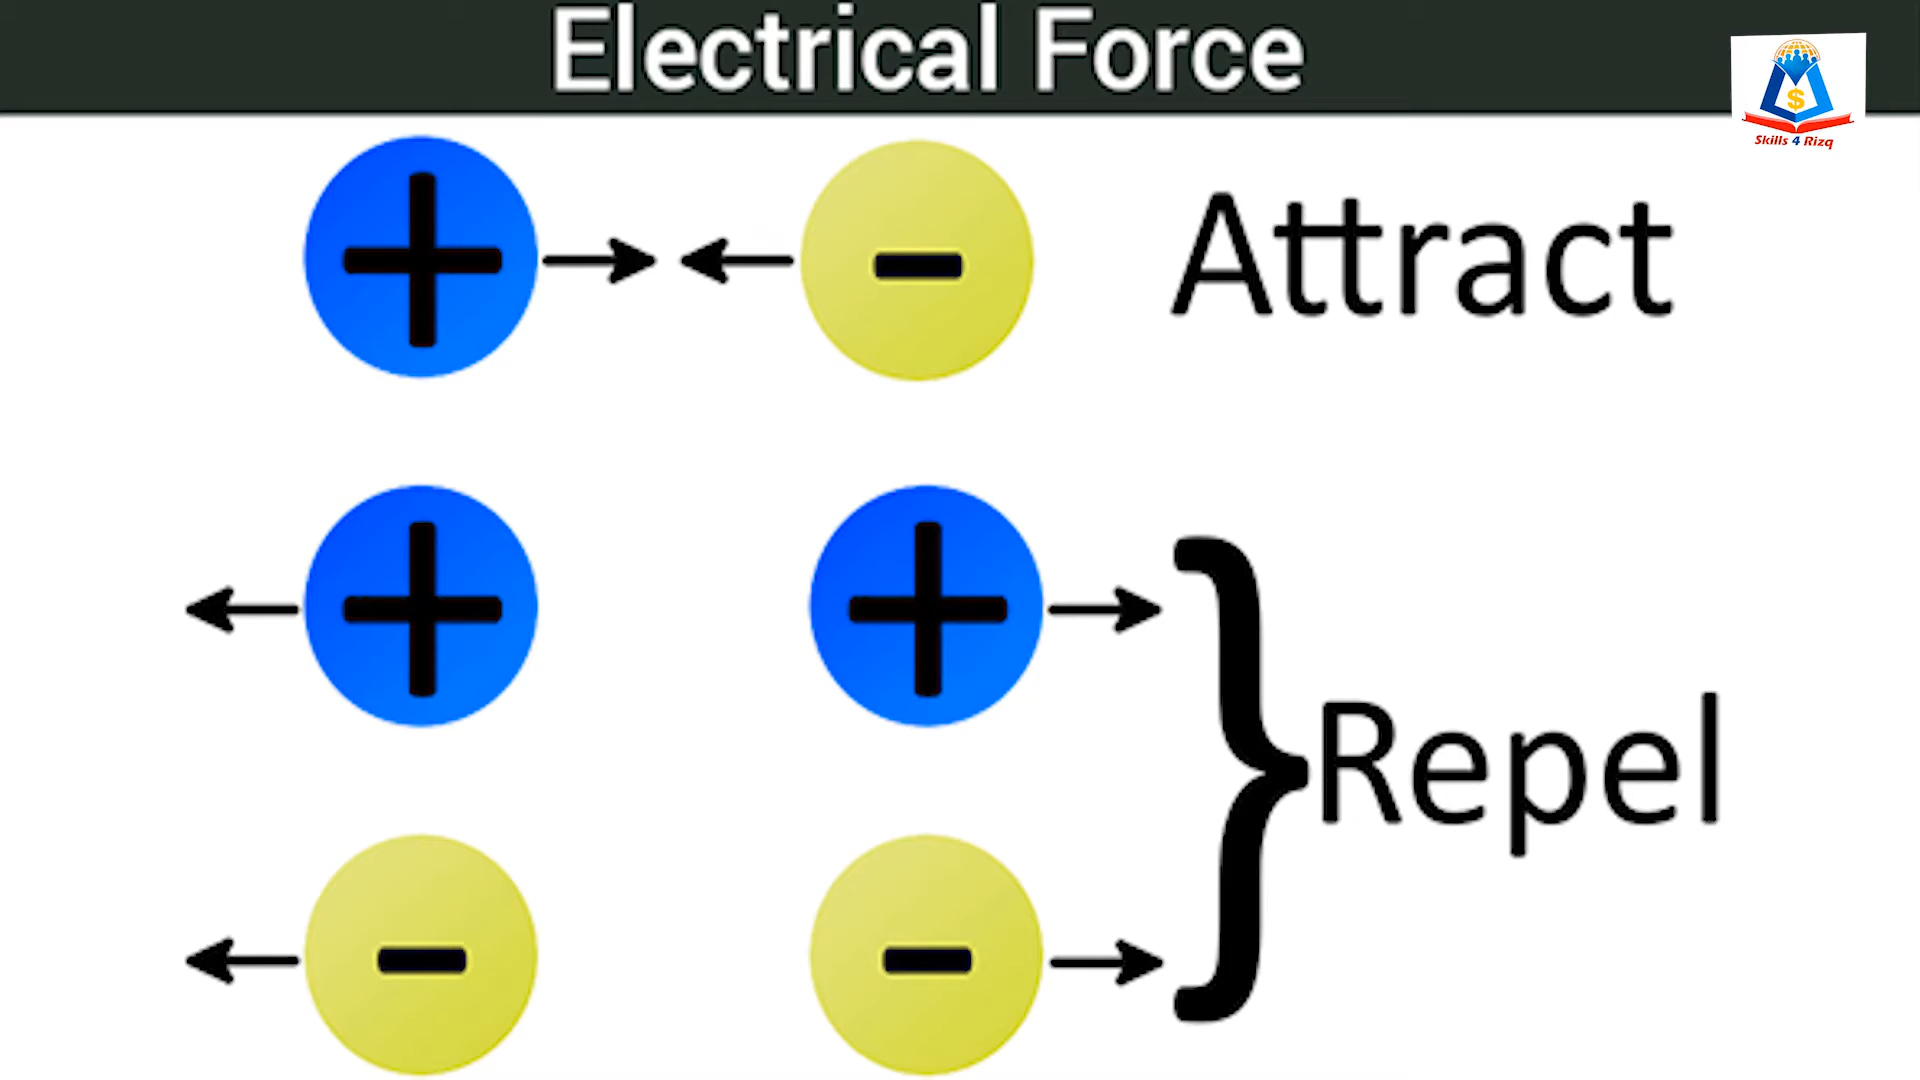 Electrical Force
$
Skills 4 Rizq
+ -
Attract
+ +
Repel
- -